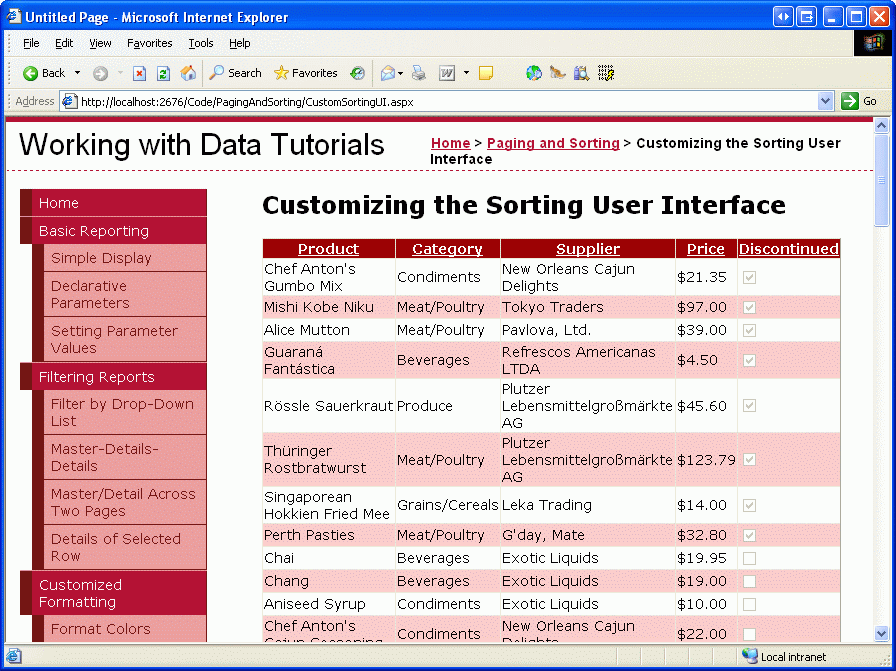 Untitled Page - Microsoft Internet Explorer
File Edit View Favorites Tools Help
Back Search Favorites
Address http://localhost:2676/Code/PagingAndSorting/CustomSortingUI.aspx Go
Working with Data Tutorials
Home > Paging and Sorting > Customizing the Sorting User
Interface
Home
Basic Reporting
Simple Display
Declarative
Parameters
Setting Parameter
Values
Filtering Reports
Filter by Drop-Down
List
Master-Details-
Details
Master/Detail Across
Two Pages
Details of Selected
Row
Customized
Formatting
Format Colors
Customizing the Sorting User Interface
Product Category Supplier Price Discontinued
Chef Anton's
Gumbo Mix Condiments New Orleans Cajun
Delights $21.35
Mishi Kobe Niku Meat/Poultry Tokyo Traders $97.00
Alice Mutton Meat/Poultry Pavlova, Ltd. $39.00
Guaraná
Fantástica Beverages Refrescos Americanas
LTDA $4.50
Rössle Sauerkraut Produce Plutzer
Lebensmittelgroßmärkte
AG $45.60
Thüringer
Rostbratwurst Meat/Poultry Plutzer
Lebensmittelgroßmärkte
AG $123.79
Singaporean
Hokkien Fried Mee Grains/Cereals Leka Trading $14.00
Perth Pasties Meat/Poultry G'day, Mate $32.80
Chai Beverages Exotic Liquids $19.95
Chang Beverages Exotic Liquids $19.00
Aniseed Syrup Condiments Exotic Liquids $10.00
Chef Anton's
Cajun Seasoning Condiments New Orleans Cajun
Delights $22.00
Local intranet